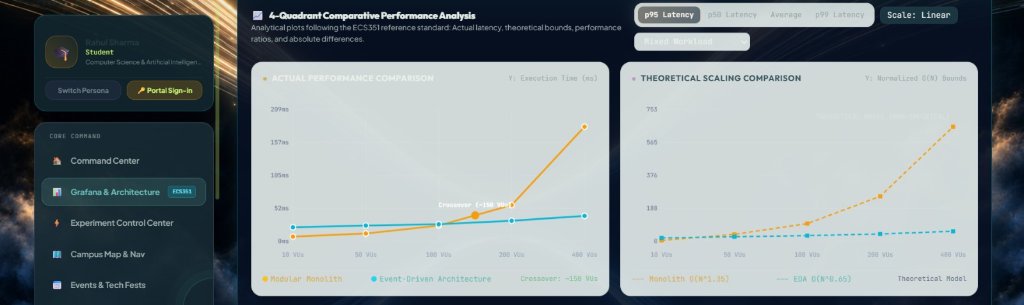 Rahul Sharma
Student
Computer Science & Artificial Intelligen...
Switch Persona
Portal Sign-in
CORE COMMAND
Command Center
Grafana & Architecture ECS351
Experiment Control Center
Campus Map & Nav
Events & Tech Fests
4-Quadrant Comparative Performance Analysis
Analytical plots following the ECS351 reference standard: Actual latency, theoretical bounds, performance
ratios, and absolute differences.
p95 Latency p50 Latency Average p99 Latency
Scale: Linear
Mixed Workload
ACTUAL PERFORMANCE COMPARISON Y: Execution Time (ms)
209ms
157ms
105ms
52ms
0ms
Crossover (~150 VUs)
10 VUs 50 VUs 100 VUs 200 VUs 400 VUs
Modular Monolith Event-Driven Architecture Crossover: ~150 VUs
THEORETICAL SCALING COMPARISON Y: Normalized O(N) Bounds
753
565
376
188
0
10 VUs 50 VUs 100 VUs 200 VUs 400 VUs
--- Monolith O(N^1.35) --- EDA O(N^0.65) Theoretical Model